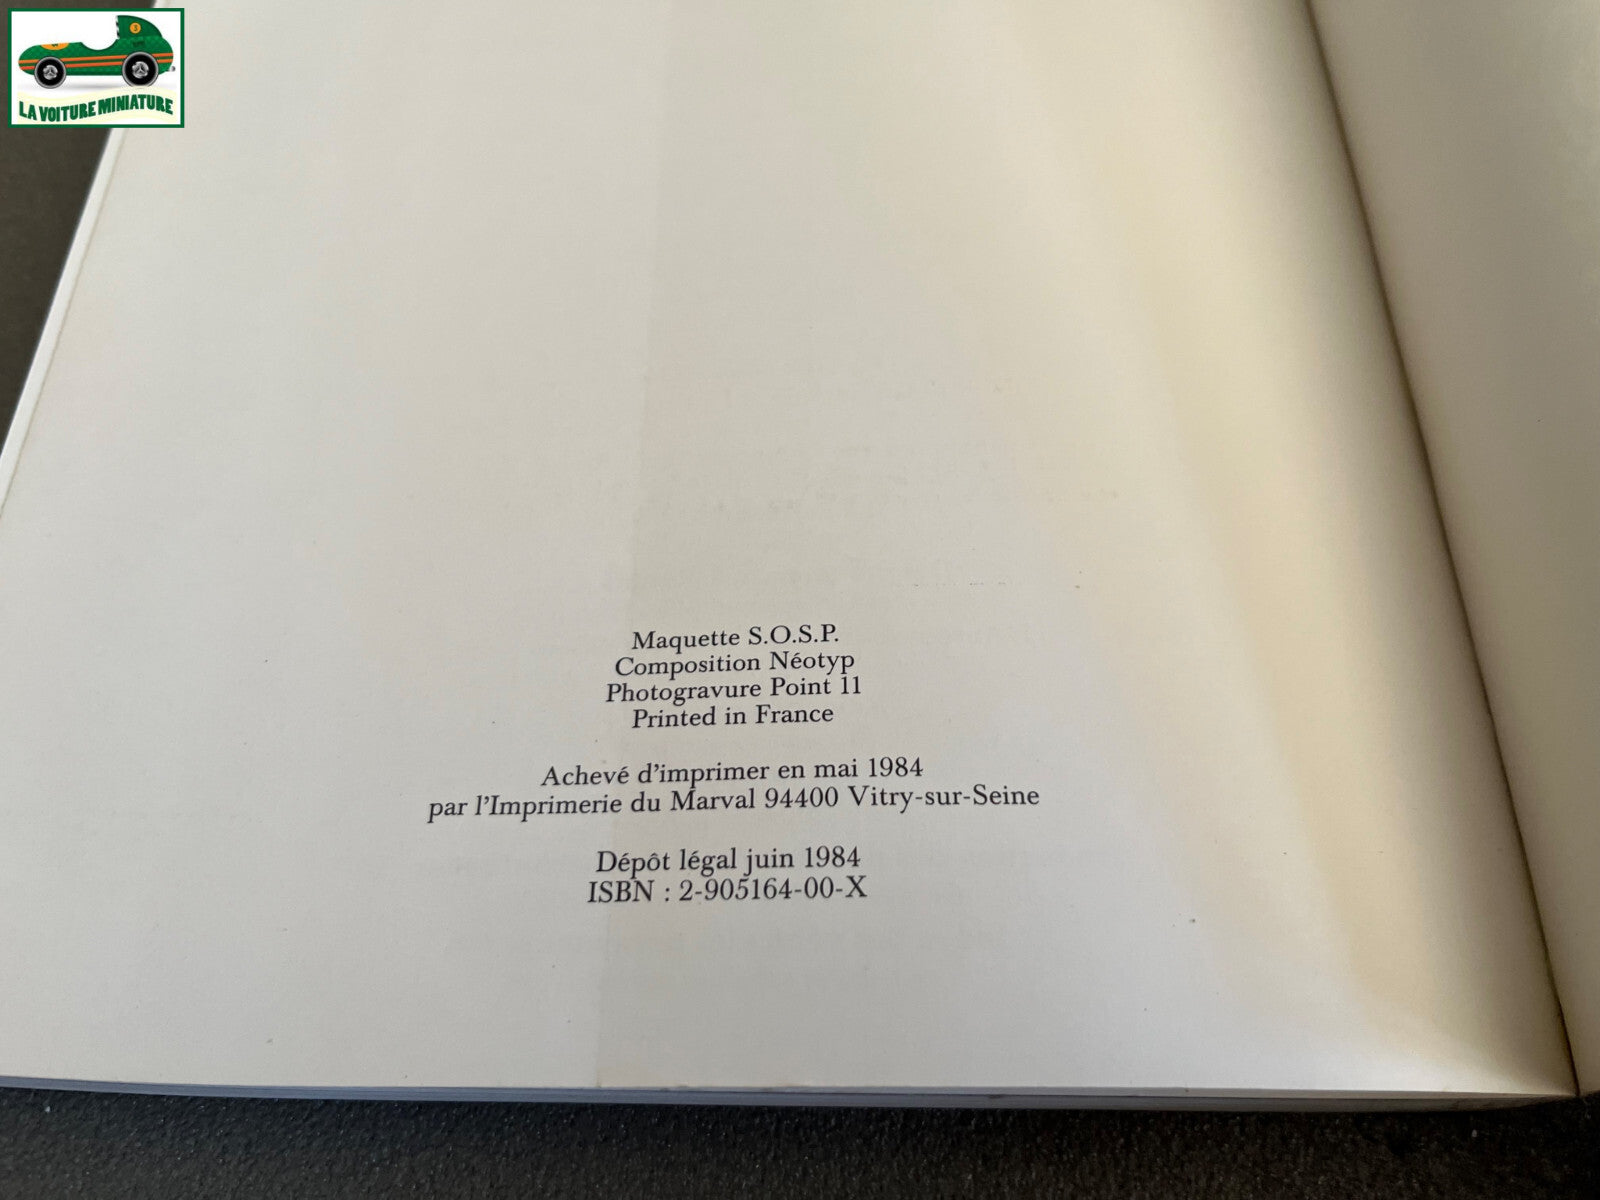 LA VOITURE MINIATURE
Maquette S.O.S.P.
Composition Néotyp
Photogravure Point 11
Printed in France
Achevé d'imprimer en mai 1984
par l'Imprimerie du Marval 94400 Vitry-sur-Seine
Dépôt légal juin 1984
ISBN : 2-905164-00-X